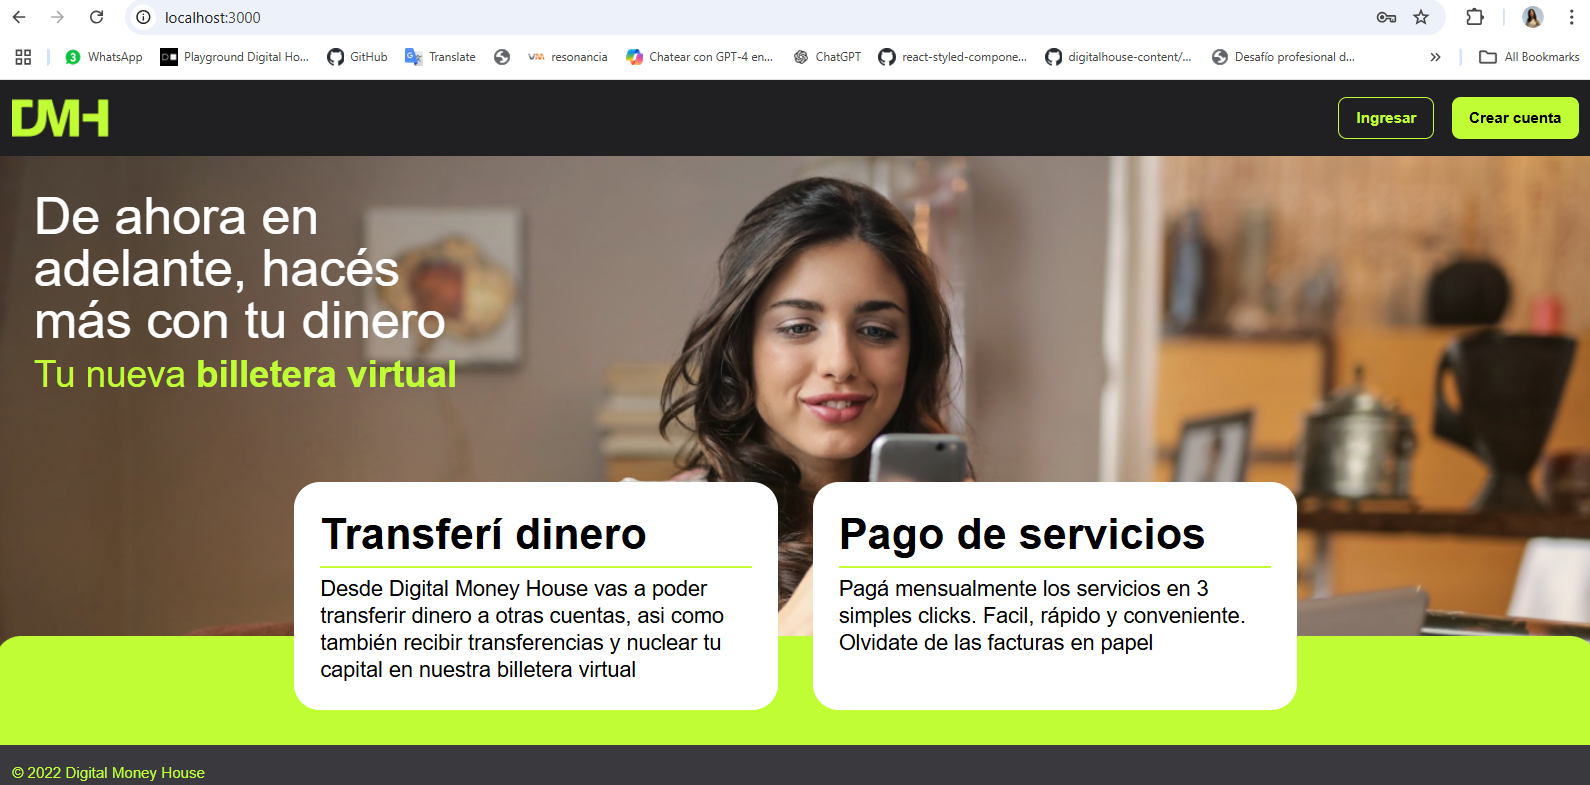 localhost:3000
3 WhatsApp Playground Digital Ho... GitHub Translate resonancia Chatear con GPT-4 en... ChatGPT react-styled-compone... digitalhouse-content/... Desafío profesional d... » All Bookmarks
DMH Ingresar Crear cuenta
De ahora en
adelante, hacés
más con tu dinero
Tu nueva billetera virtual
Transferí dinero
Desde Digital Money House vas a poder
transferir dinero a otras cuentas, asi como
también recibir transferencias y nuclear tu
capital en nuestra billetera virtual
Pago de servicios
Pagá mensualmente los servicios en 3
simples clicks. Facil, rápido y conveniente.
Olvidate de las facturas en papel
© 2022 Digital Money House